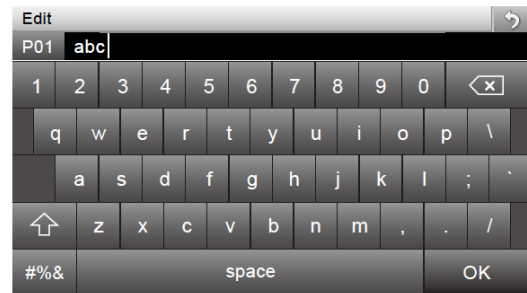 Edit
P01 abc
1 2 3 4 5 6 7 8 9 0
q w e r t y u i o p \
a s d f g h j k l ; `
z x c v b n m , . /
#%& space OK